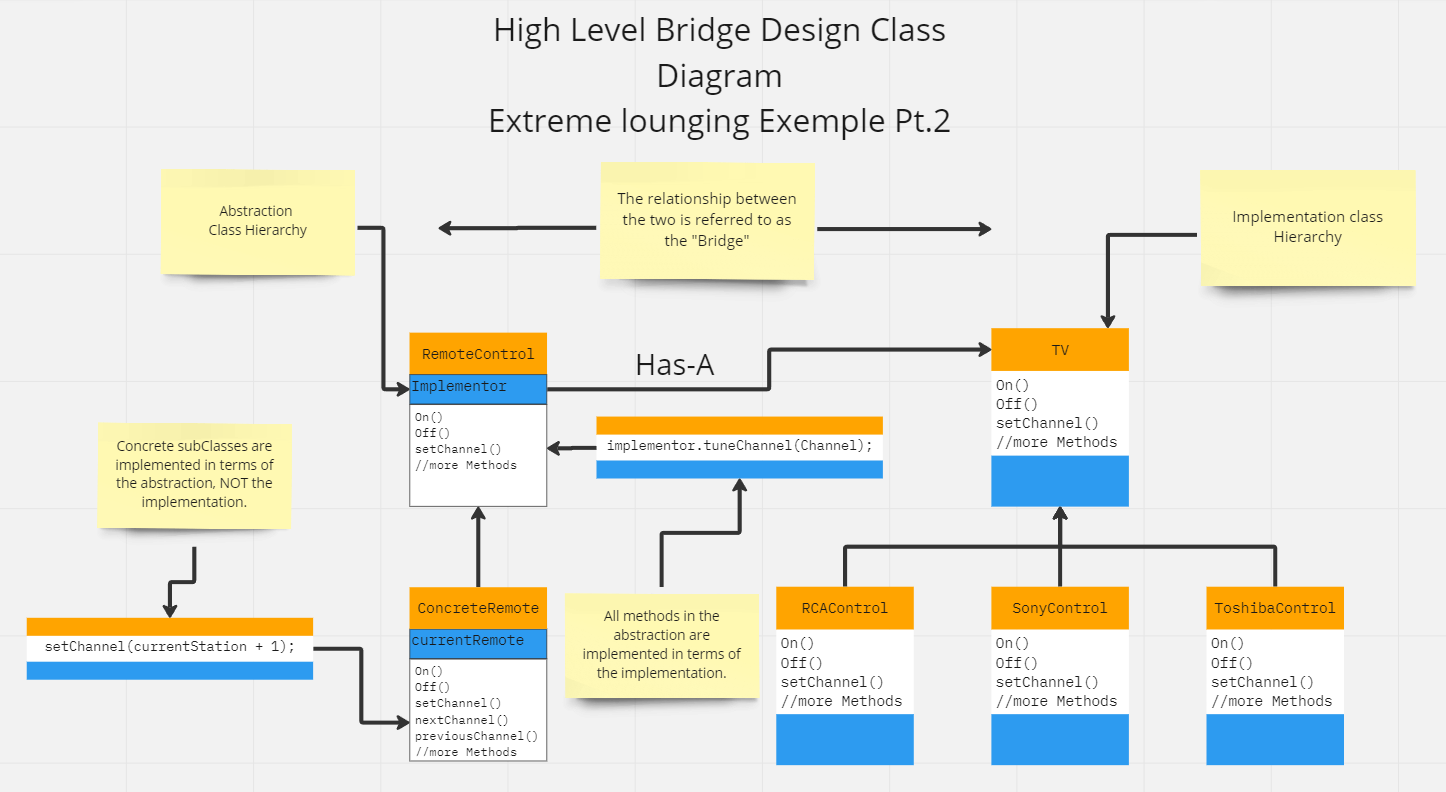 High Level Bridge Design Class
Diagram
Extreme lounging Exemple Pt.2
Abstraction
Class Hierarchy
The relationship between
the two is referred to as
the "Bridge"
Implementation class
Hierarchy
RemoteControl
Implementor
On()
Off()
setChannel()
//more Methods
Has-A
TV
On()
Off()
setChannel()
//more Methods
implementor.tuneChannel(Channel);
Concrete subClasses are
implemented in terms of
the abstraction, NOT the
implementation.
setChannel(currentStation + 1);
ConcreteRemote
currentRemote
On()
Off()
setChannel()
nextChannel()
previousChannel()
//more Methods
All methods in the
abstraction are
implemented in terms of
the implementation.
RCAControl
On()
Off()
setChannel()
//more Methods
SonyControl
On()
Off()
setChannel()
//more Methods
ToshibaControl
On()
Off()
setChannel()
//more Methods